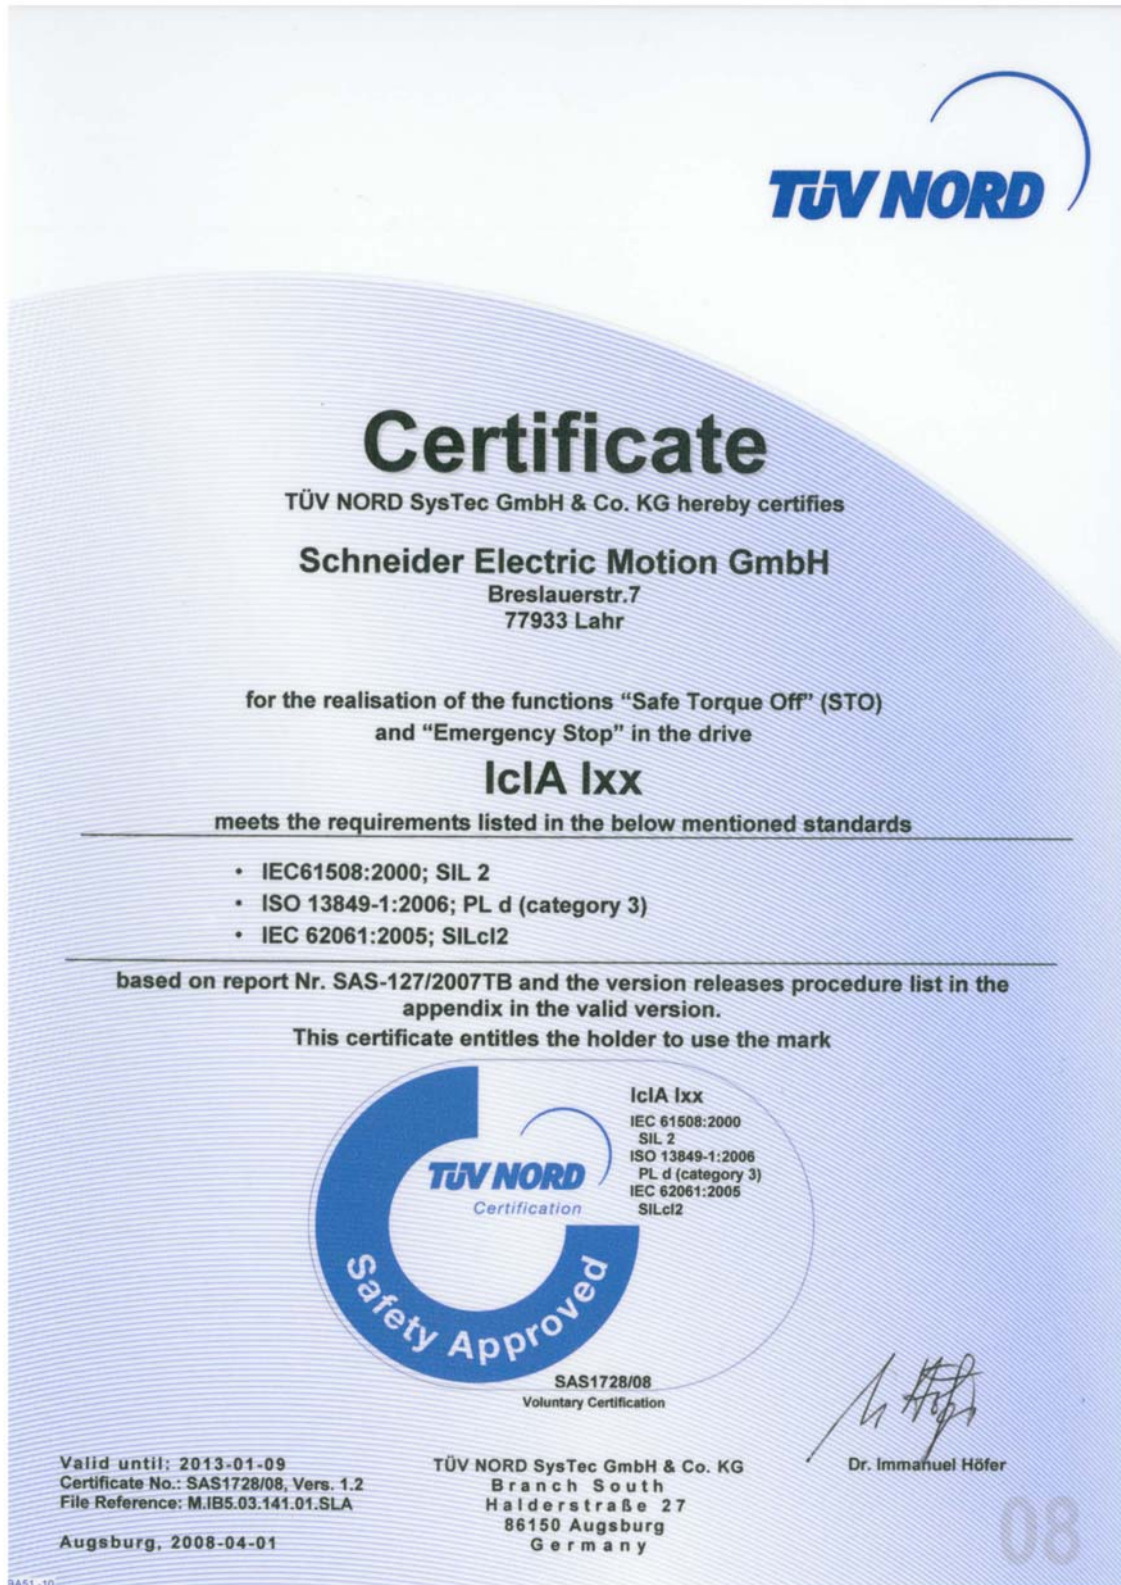 TÜV NORD
Certificate
TÜV NORD SysTec GmbH & Co. KG hereby certifies
Schneider Electric Motion GmbH
Breslauerstr.7
77933 Lahr
for the realisation of the functions “Safe Torque Off” (STO)
and “Emergency Stop” in the drive
IclA Ixx
meets the requirements listed in the below mentioned standards
• IEC61508:2000; SIL 2
• ISO 13849-1:2006; PL d (category 3)
• IEC 62061:2005; SILcl2
based on report Nr. SAS-127/2007TB and the version releases procedure list in the
appendix in the valid version.
This certificate entitles the holder to use the mark
TÜV NORD
Certification
Safety Approved
IclA Ixx
IEC 61508:2000
SIL 2
ISO 13849-1:2006
PL d (category 3)
IEC 62061:2005
SILcl2
SAS1728/08
Voluntary Certification
Valid until: 2013-01-09
Certificate No.: SAS1728/08, Vers. 1.2
File Reference: M.IB5.03.141.01.SLA
Augsburg, 2008-04-01
TÜV NORD SysTec GmbH & Co. KG
Branch South
Halderstraße 27
86150 Augsburg
Germany
Dr. Immanuel Höfer
08